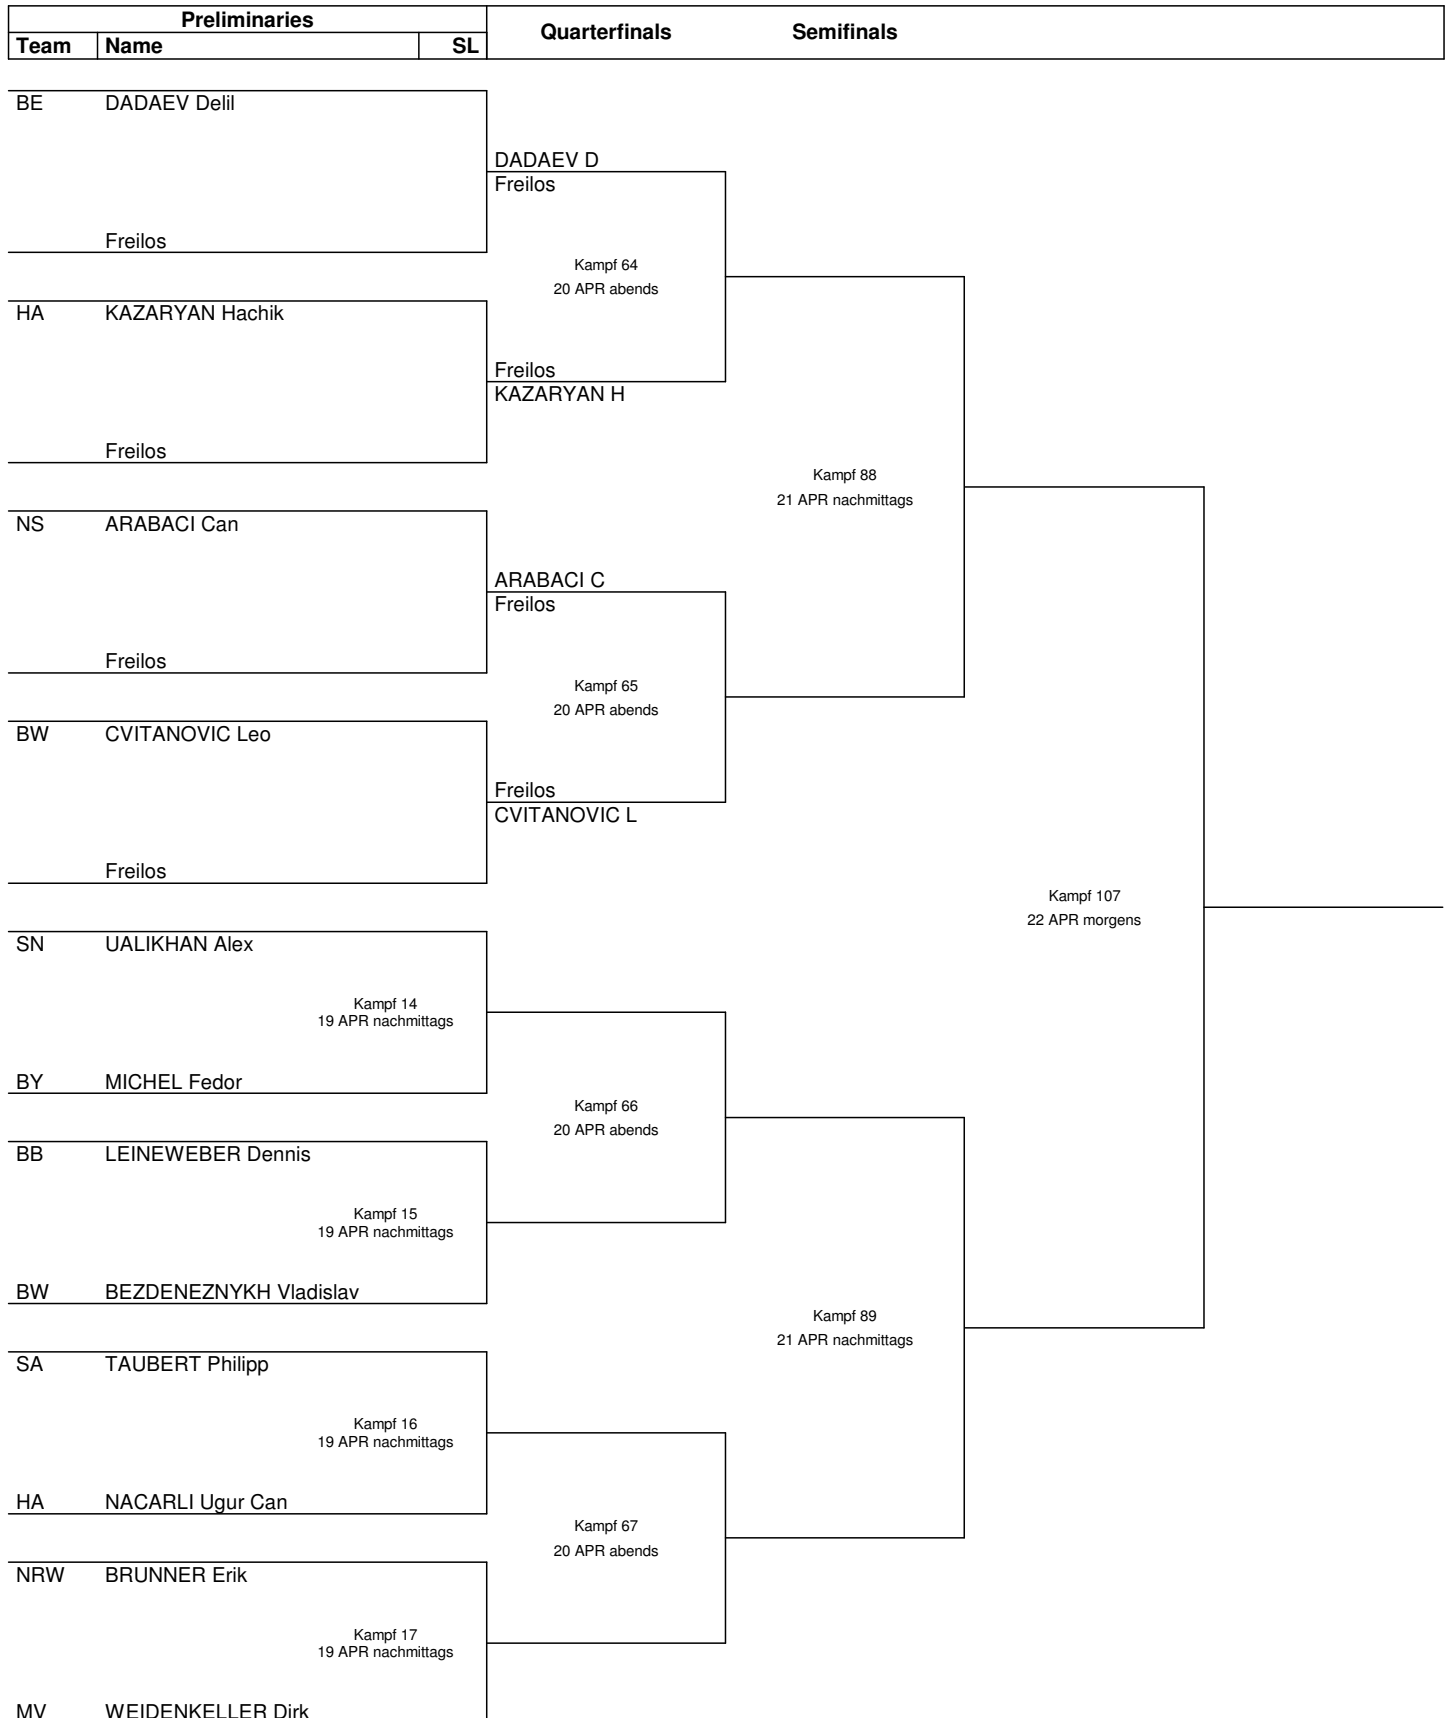 Preliminaries
Quarterfinals Semifinals
Team Name SL
BE DADAEV Delil
DADAEV D
Freilos
Freilos
Kampf 64
20 APR abends
HA KAZARYAN Hachik
Freilos
KAZARYAN H
Freilos
Kampf 88
21 APR nachmittags
NS ARABACI Can
ARABACI C
Freilos
Freilos
Kampf 65
20 APR abends
BW CVITANOVIC Leo
Freilos
CVITANOVIC L
Freilos
Kampf 107
22 APR morgens
SN UALIKHAN Alex
Kampf 14
19 APR nachmittags
BY MICHEL Fedor
Kampf 66
20 APR abends
BB LEINEWEBER Dennis
Kampf 15
19 APR nachmittags
BW BEZDENEZNYKH Vladislav
Kampf 89
21 APR nachmittags
SA TAUBERT Philipp
Kampf 16
19 APR nachmittags
HA NACARLI Ugur Can
Kampf 67
20 APR abends
NRW BRUNNER Erik
Kampf 17
19 APR nachmittags
MV WEIDENKELLER Dirk